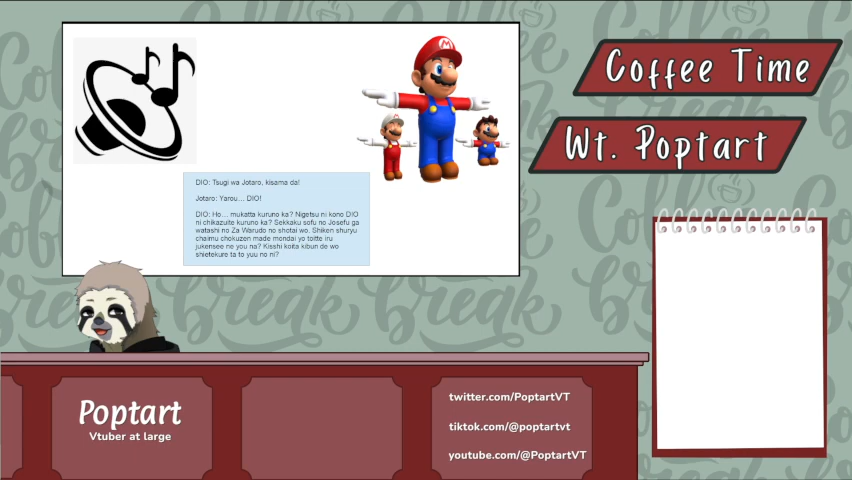 Coffee Time
Wt. Poptart
DIO: Tsugi wa Jotaro, kisama da!
Jotaro: Yarou... DIO!
DIO: Ho... mukatta kuruno ka? Nigetsu ni kono DIO
ni chikazuite kuruno ka? Sekkaku sofu no Josefu ga
watashi no Za Warudo no shotai wo. Shiken shuryu
chaimu chokuzen made mondai yo toitte iru
jukensee ne you na? Kisshi koita kibun de wo
shietekure ta to yuu no ni?
M
Poptart
Vtuber at large
twitter.com/PoptartVT
tiktok.com/@poptartvt
youtube.com/@PoptartVT
Coffee
break
break